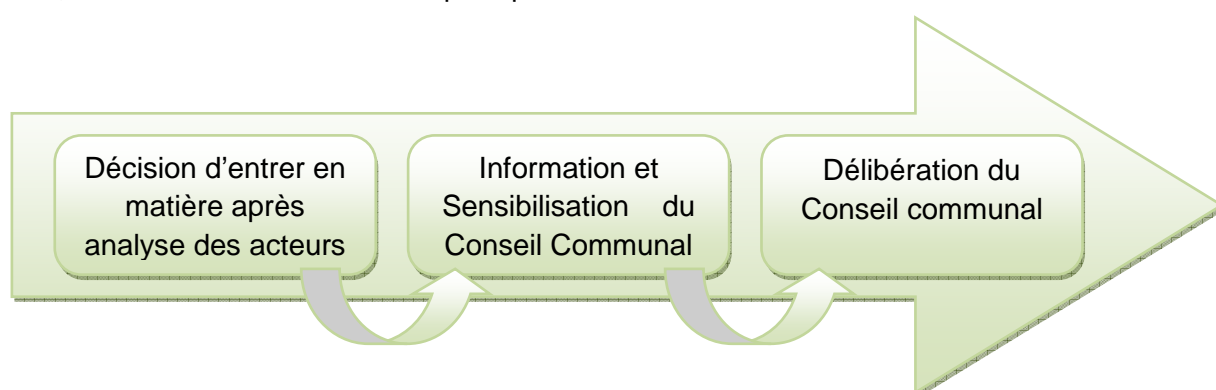 Décision d’entrer en
matière après
analyse des acteurs
Information et
Sensibilisation du
Conseil Communal
Délibération du
Conseil communal